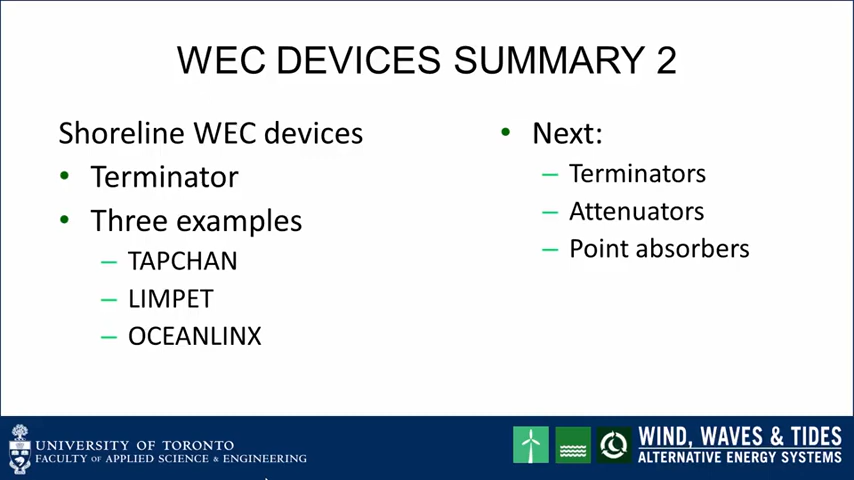 WEC DEVICES SUMMARY 2
Shoreline WEC devices
• Terminator
• Three examples
– TAPCHAN
– LIMPET
– OCEANLINX
• Next:
– Terminators
– Attenuators
– Point absorbers
UNIVERSITY OF TORONTO
FACULTY OF APPLIED SCIENCE & ENGINEERING
WIND, WAVES & TIDES
ALTERNATIVE ENERGY SYSTEMS